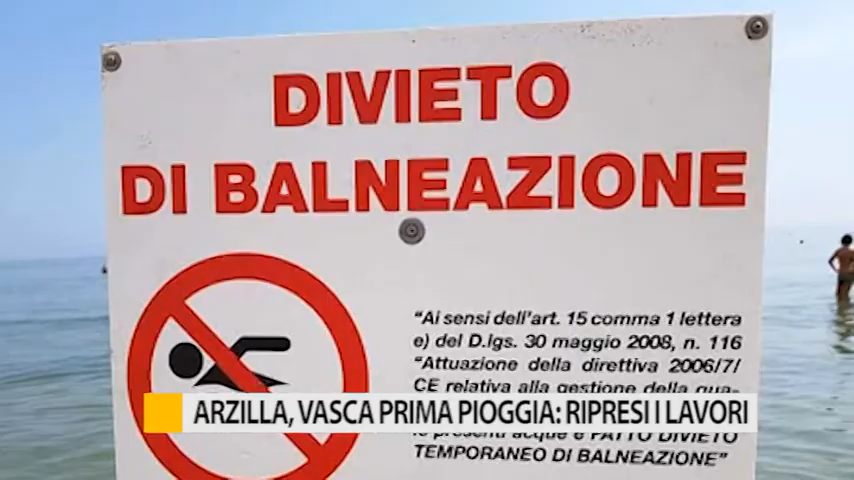 DIVIETO
DI BALNEAZIONE
“Ai sensi dell'art. 15 comma 1 lettera
e) del D.lgs. 30 maggio 2008, n. 116
“Attuazione della direttiva 2006/7/
CE relativa alla gestione della qua-
ARZILLA, VASCA PRIMA PIOGGIA: RIPRESI I LAVORI
presenti acque è FATTO DIVIETO
TEMPORANEO DI BALNEAZIONE”